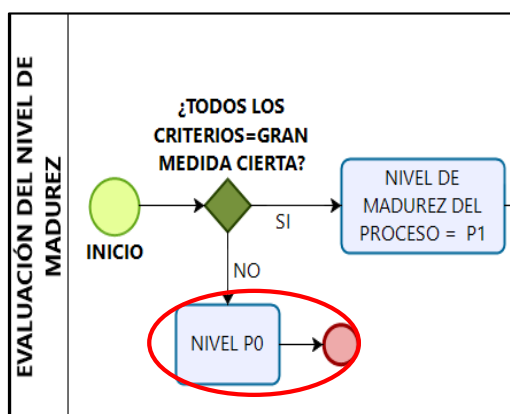 EVALUACIÓN DEL NIVEL DE
MADUREZ
¿TODOS LOS
CRITERIOS=GRAN
MEDIDA CIERTA?
INICIO
SI
NIVEL DE
MADUREZ DEL
PROCESO = P1
NO
NIVEL P0